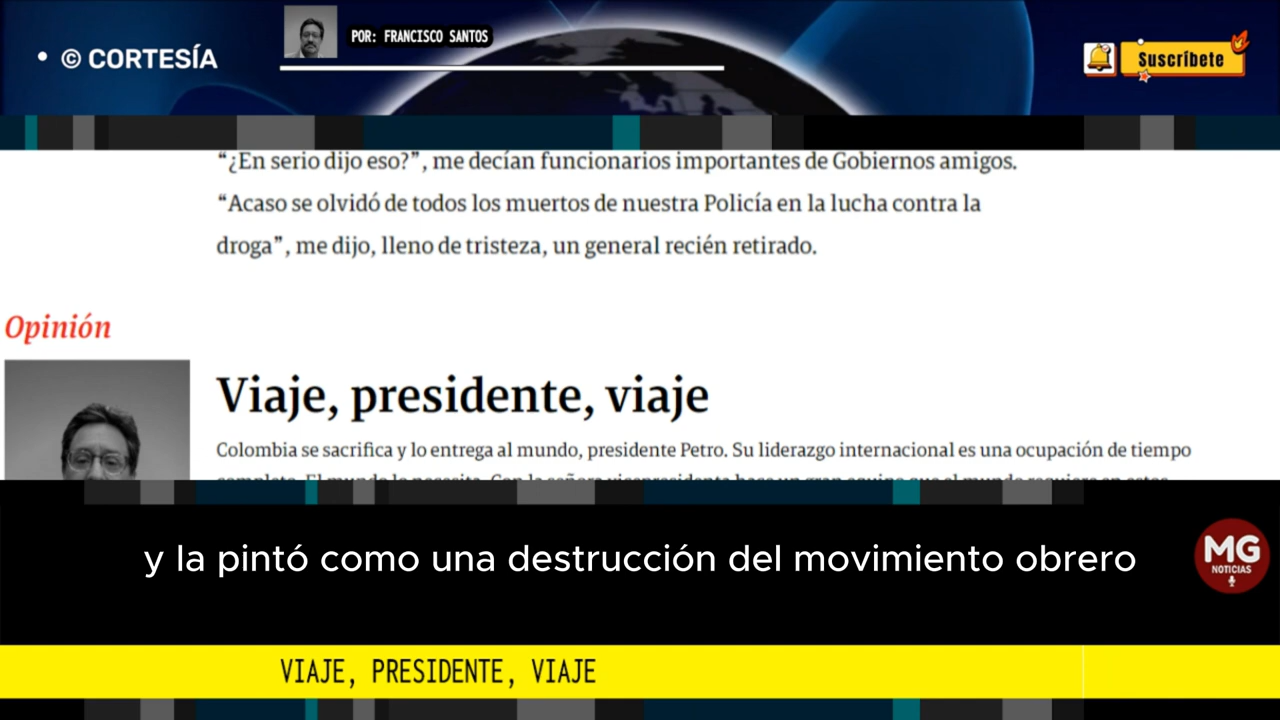 • © CORTESÍA
POR: FRANCISCO SANTOS
Suscríbete
“¿En serio dijo eso?”, me decían funcionarios importantes de Gobiernos amigos.
“Acaso se olvidó de todos los muertos de nuestra Policía en la lucha contra la
droga”, me dijo, lleno de tristeza, un general recién retirado.
Opinión
Viaje, presidente, viaje
Colombia se sacrifica y lo entrega al mundo, presidente Petro. Su liderazgo internacional es una ocupación de tiempo
y la pintó como una destrucción del movimiento obrero
MG
NOTICIAS
VIAJE, PRESIDENTE, VIAJE